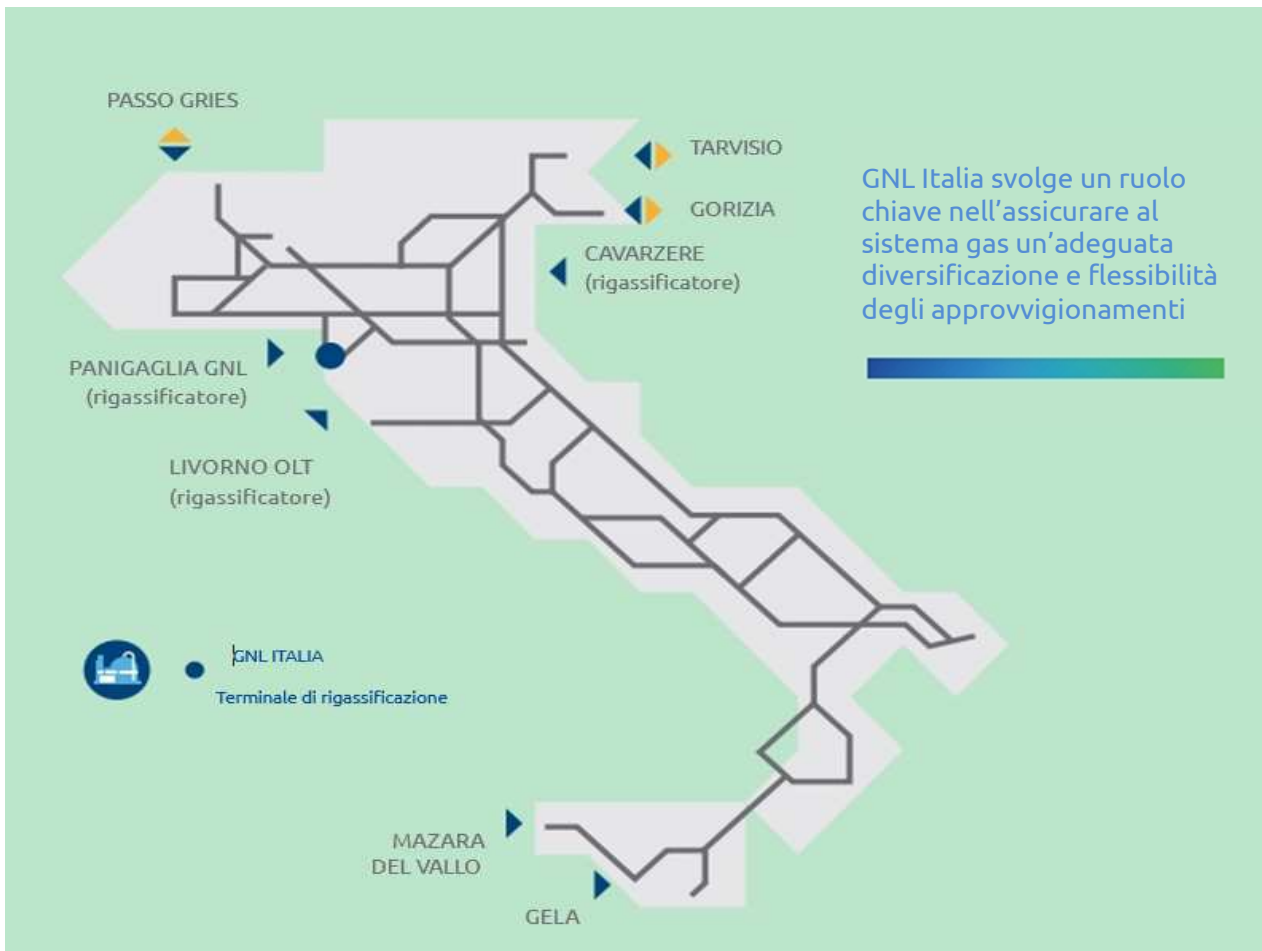 PASSO GRIES
TARVISIO
GORIZIA
CAVARZERE
(rigassificatore)
GNL Italia svolge un ruolo
chiave nell’assicurare al
sistema gas un’adeguata
diversificazione e flessibilità
degli approvvigionamenti
PANIGAGLIA GNL
(rigassificatore)
LIVORNO OLT
(rigassificatore)
GNL ITALIA
Terminale di rigassificazione
MAZARA
DEL VALLO
GELA